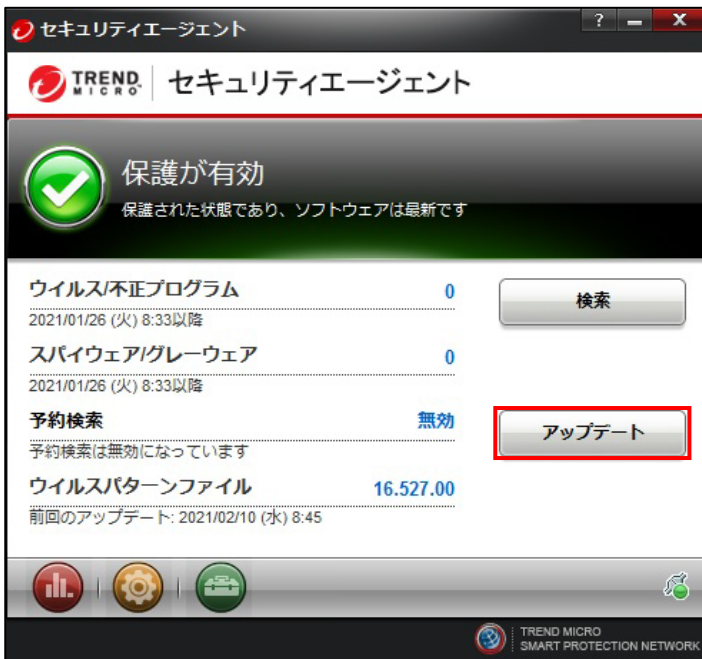 セキュリティエージェント
? – X
TREND MICRO セキュリティエージェント
保護が有効
保護された状態であり、ソフトウェアは最新です
ウイルス/不正プログラム 0
2021/01/26 (火) 8:33以降
検索
スパイウェア/グレーウェア 0
2021/01/26 (火) 8:33以降
予約検索 無効
予約検索は無効になっています
アップデート
ウイルスパターンファイル 16.527.00
前回のアップデート: 2021/02/10 (水) 8:45
TREND MICRO
SMART PROTECTION NETWORK